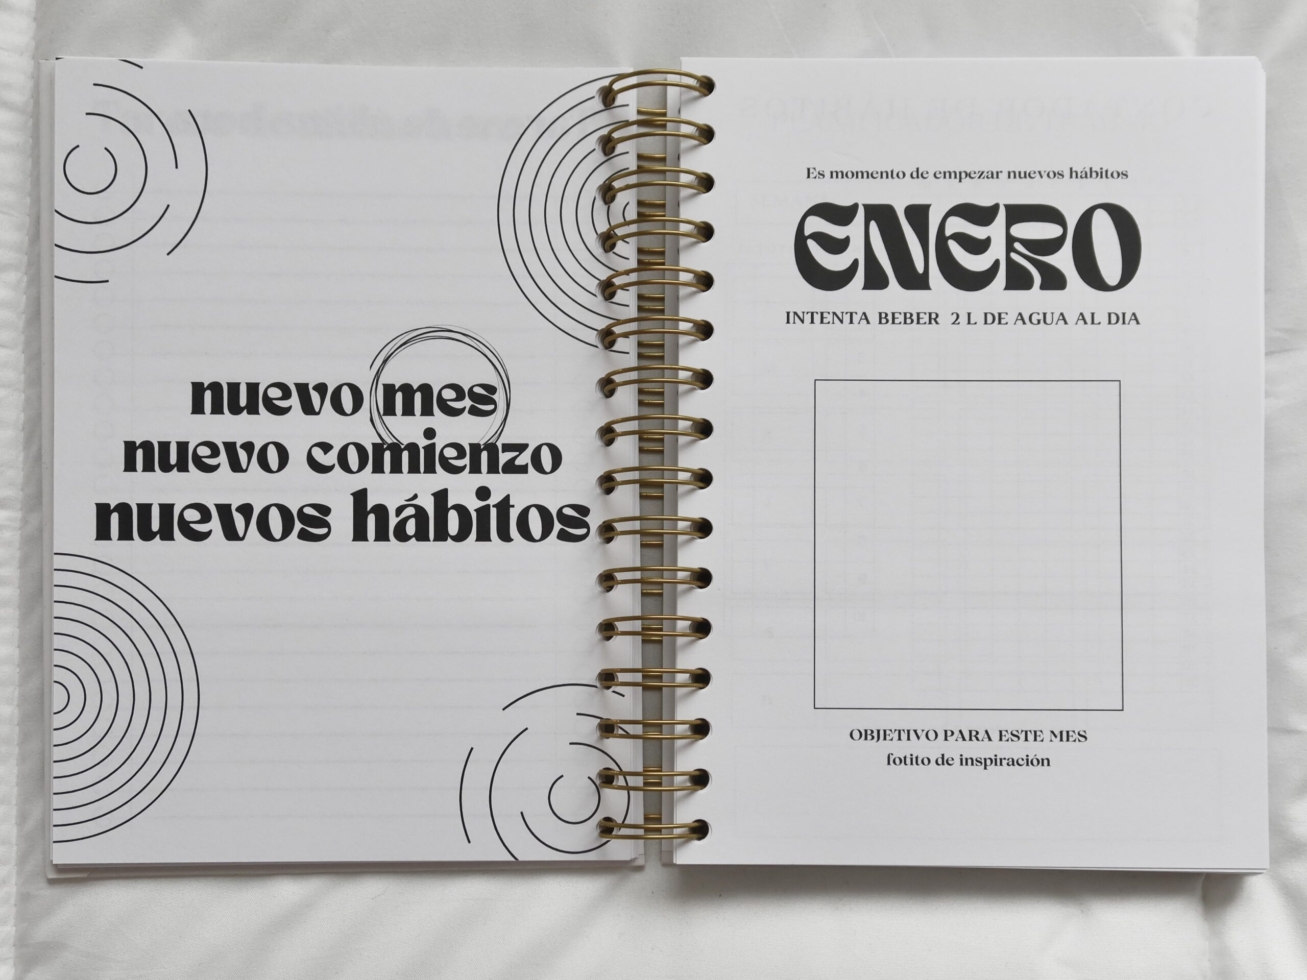 nuevo mes
nuevo comienzo
nuevos hábitos
Es momento de empezar nuevos hábitos
ENERO
INTENTA BEBER 2 L DE AGUA AL DIA
OBJETIVO PARA ESTE MES
fotito de inspiración